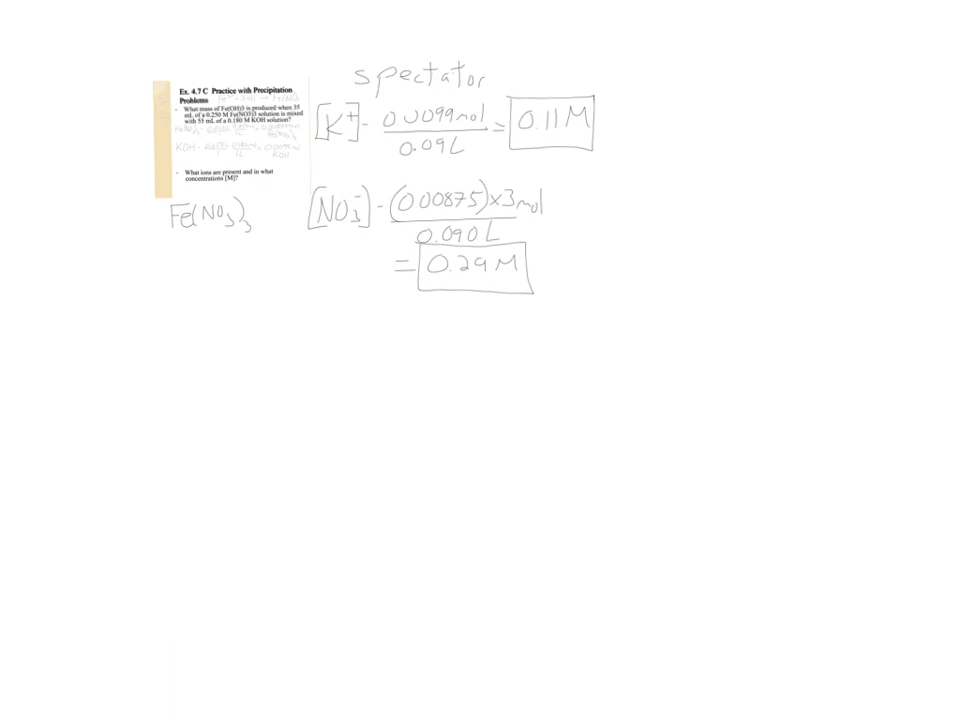 spectator
Ex. 4.7 C Practice with Precipitation
Problems
- What mass of Fe(OH)3 is produced when 35
mL of a 0.250 M Fe(NO3)3 solution is mixed
with 55 mL of a 0.180 M KOH solution?
KOH
KOH
- What ions are present and in what
concentrations [M]?
[K+] - 0.0099mol
0.09L
= 0.11M
Fe(NO3)3
[NO3-] - (0.00875)×3mol
0.090L
= 0.29M